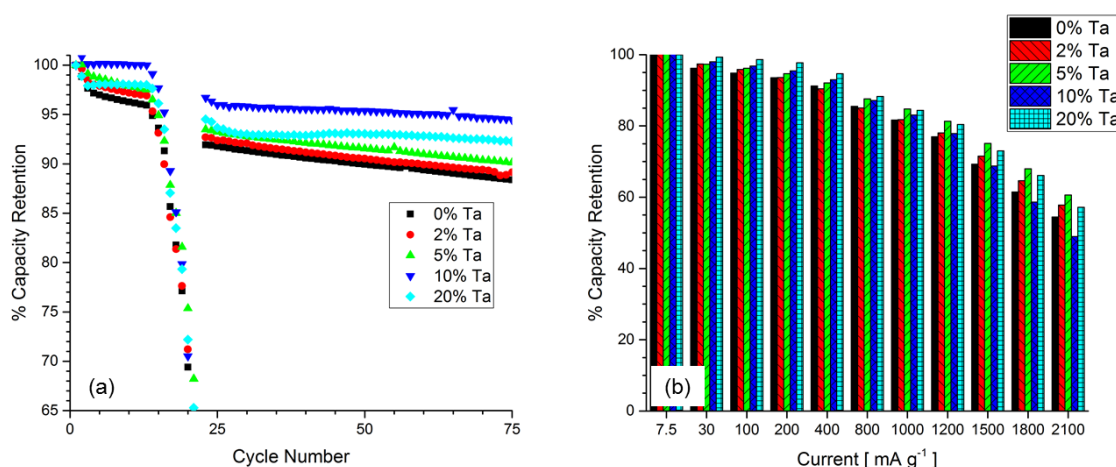 % Capacity Retention
100
95
90
85
80
75
70
65
0
25
50
75
Cycle Number
(a)
0% Ta
2% Ta
5% Ta
10% Ta
20% Ta
0% Ta
2% Ta
5% Ta
10% Ta
20% Ta
% Capacity Retention
100
80
60
40
20
0
(b)
7.5
30
100
200
400
800
1000
1200
1500
1800
2100
Current [ mA g⁻¹ ]